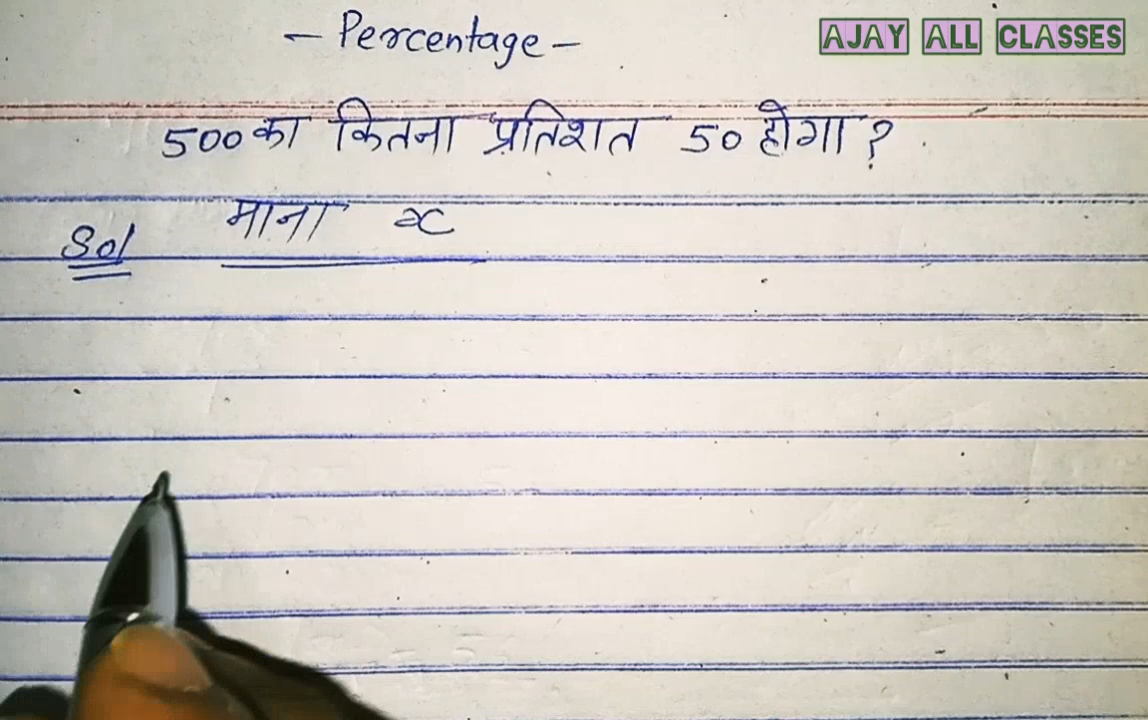 - Percentage -
AJAY ALL CLASSES
500 का कितना प्रतिशत 50 होगा ?
Sol माना x